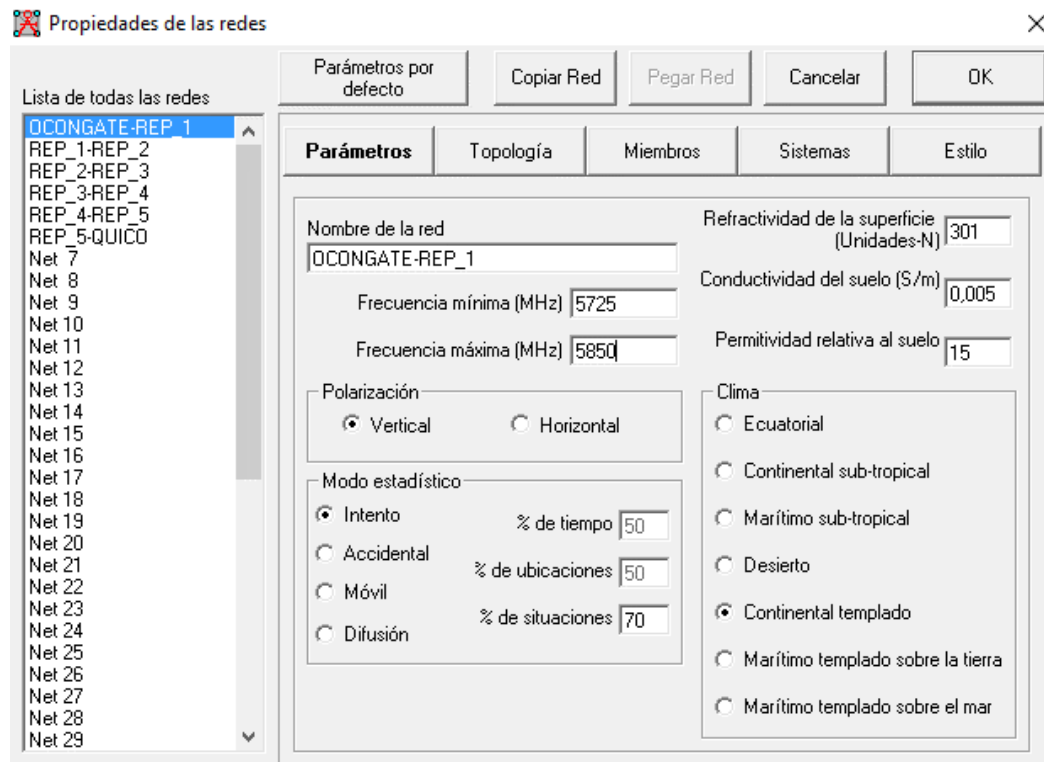 Propiedades de las redes
Lista de todas las redes
OCONGATE-REP_1
REP_1-REP_2
REP_2-REP_3
REP_3-REP_4
REP_4-REP_5
REP_5-QUICO
Net 7
Net 8
Net 9
Net 10
Net 11
Net 12
Net 13
Net 14
Net 15
Net 16
Net 17
Net 18
Net 19
Net 20
Net 21
Net 22
Net 23
Net 24
Net 25
Net 26
Net 27
Net 28
Net 29
Parámetros por
defecto
Copiar Red
Pegar Red
Cancelar
OK
Parámetros
Topología
Miembros
Sistemas
Estilo
Nombre de la red
OCONGATE-REP_1
Frecuencia mínima (MHz) 5725
Frecuencia máxima (MHz) 5850
Polarización
Vertical
Horizontal
Modo estadístico
Intento
Accidental
Móvil
Difusión
% de tiempo 50
% de ubicaciones 50
% de situaciones 70
Refractividad de la superficie
(Unidades-N) 301
Conductividad del suelo (S/m) 0,005
Permitividad relativa al suelo 15
Clima
Ecuatorial
Continental sub-tropical
Marítimo sub-tropical
Desierto
Continental templado
Marítimo templado sobre la tierra
Marítimo templado sobre el mar